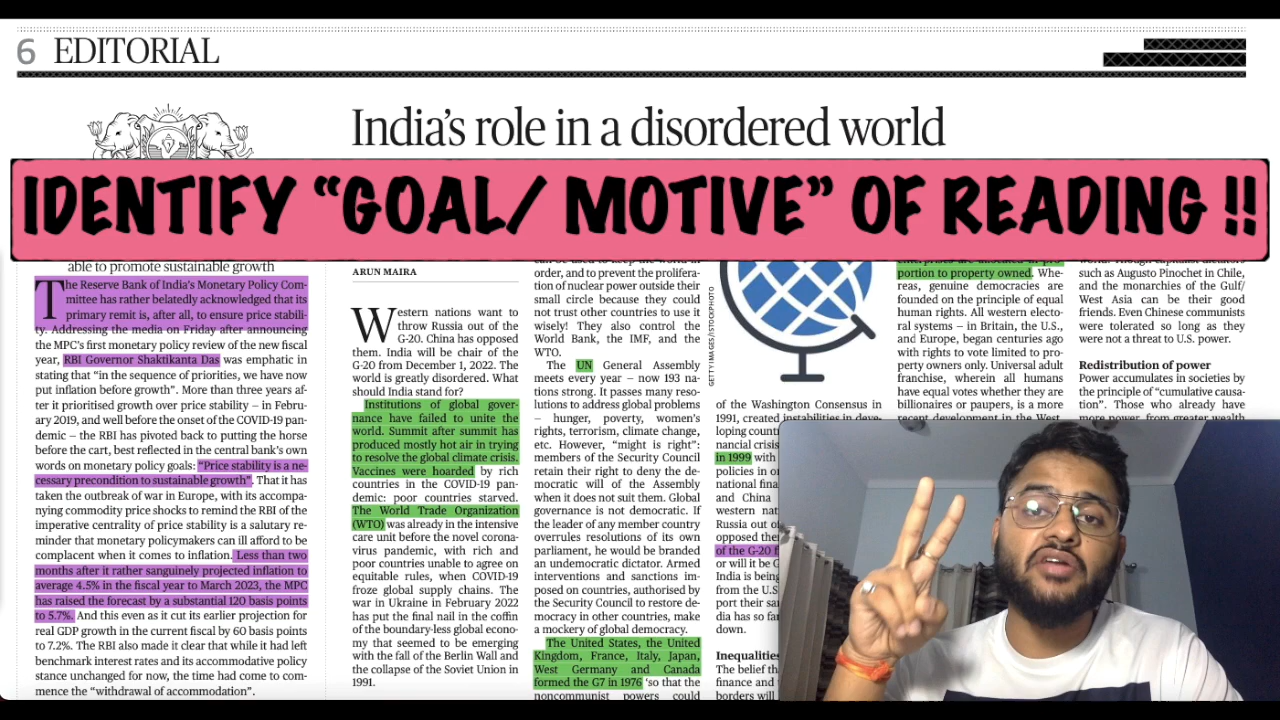 6 EDITORIAL
India's role in a disordered world
IDENTIFY “GOAL/ MOTIVE” OF READING !!
able to promote sustainable growth
The Reserve Bank of India's Monetary Policy Com-
mittee has rather belatedly acknowledged that its
primary remit is, after all, to ensure price stabili-
ty. Addressing the media on Friday after announcing
the MPC's first monetary policy review of the new fiscal
year, RBI Governor Shaktikanta Das was emphatic in
stating that “in the sequence of priorities, we have now
put inflation before growth”. More than three years af-
ter it prioritised growth over price stability – in Febru-
ary 2019, and well before the onset of the COVID-19 pan-
demic – the RBI has pivoted back to putting the horse
before the cart, best reflected in the central bank's own
words on monetary policy goals: “Price stability is a ne-
cessary precondition to sustainable growth”. That it has
taken the outbreak of war in Europe, with its accompa-
nying commodity price shocks to remind the RBI of the
imperative centrality of price stability is a salutary re-
minder that monetary policymakers can ill afford to be
complacent when it comes to inflation. Less than two
months after it rather sanguinely projected inflation to
average 4.5% in the fiscal year to March 2023, the MPC
has raised the forecast by a substantial 120 basis points
to 5.7%. And this even as it cut its earlier projection for
real GDP growth in the current fiscal by 60 basis points
to 7.2%. The RBI also made it clear that while it had left
benchmark interest rates and its accommodative policy
stance unchanged for now, the time had come to com-
mence the “withdrawal of accommodation”.
ARUN MAIRA
Western nations want to
throw Russia out of the
G-20. China has opposed
them. India will be chair of the
G-20 from December 1, 2022. The
world is greatly disordered. What
should India stand for?
Institutions of global gover-
nance have failed to unite the
world. Summit after summit has
produced mostly hot air in trying
to resolve the global climate crisis.
Vaccines were hoarded by rich
countries in the COVID-19 pan-
demic: poor countries starved.
The World Trade Organization
(WTO) was already in the intensive
care unit before the novel corona-
virus pandemic, with rich and
poor countries unable to agree on
equitable rules, when COVID-19
froze global supply chains. The
war in Ukraine in February 2022
has put the final nail in the coffin
of the boundary-less global econo-
my that seemed to be emerging
with the fall of the Berlin Wall and
the collapse of the Soviet Union in
1991.
order, and to prevent the prolifera-
tion of nuclear power outside their
small circle because they could
not trust other countries to use it
wisely! They also control the
World Bank, the IMF, and the
WTO.
The UN General Assembly
meets every year – now 193 na-
tions strong. It passes many reso-
lutions to address global problems
– hunger, poverty, women's
rights, terrorism, climate change,
etc. However, “might is right”:
members of the Security Council
retain their right to deny the de-
mocratic will of the Assembly
when it does not suit them. Global
governance is not democratic. If
the leader of any member country
overrules resolutions of its own
parliament, he would be branded
an undemocratic dictator. Armed
interventions and sanctions im-
posed on countries, authorised by
the Security Council to restore de-
mocracy in other countries, make
a mockery of global democracy.
The United States, the United
Kingdom, France, Italy, Japan,
West Germany and Canada
formed the G7 in 1976 ‘so that the
noncommunist powers could
GETTY IMAGES/ISTOCKPHOTO
of the Washington Consensus in
1991, created instabilities in deve-
loping count
nancial crisis
in 1999 with
policies in or
national finan
and China
western nat
Russia out of
opposed the
of the G-20 f
or will it be G
India is being
from the U.S.
port their san
dia has so far
down.
Inequalities
The belief tha
finance and
borders will
portion to property owned. Whe-
reas, genuine democracies are
founded on the principle of equal
human rights. All western electo-
ral systems – in Britain, the U.S.,
and Europe, began centuries ago
with rights to vote limited to pro-
perty owners only. Universal adult
franchise, wherein all humans
have equal votes whether they are
billionaires or paupers, is a more
recent development in the West.
such as Augusto Pinochet in Chile,
and the monarchies of the Gulf/
West Asia can be their good
friends. Even Chinese communists
were tolerated so long as they
were not a threat to U.S. power.
Redistribution of power
Power accumulates in societies by
the principle of “cumulative causa-
tion”. Those who already have
more power, from greater wealth